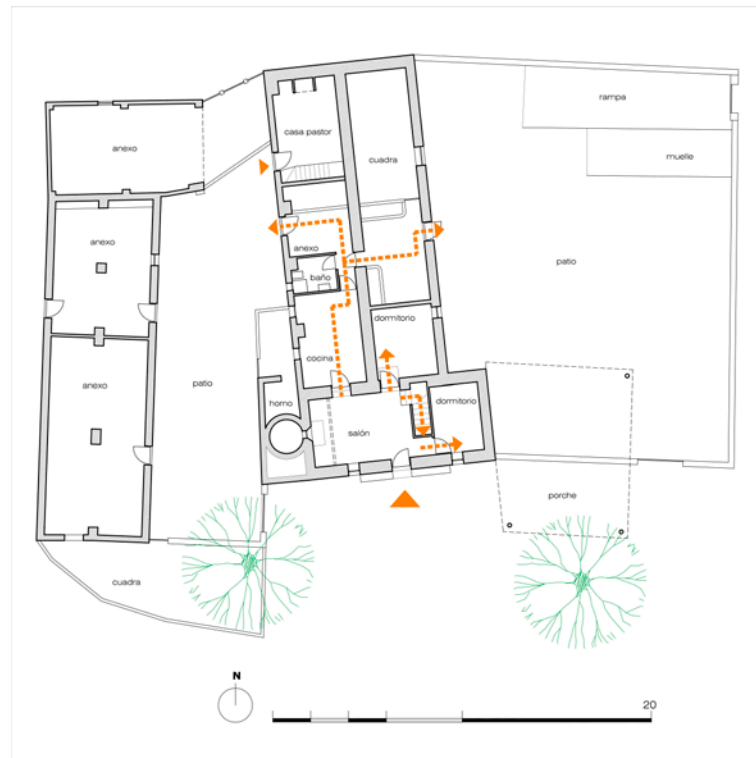 rampa
casa pastor
anexo
cuadra
muelle
anexo
anexo
patio
baño
dormitorio
cocina
anexo
patio
horno
dormitorio
salón
porche
cuadra
N
20